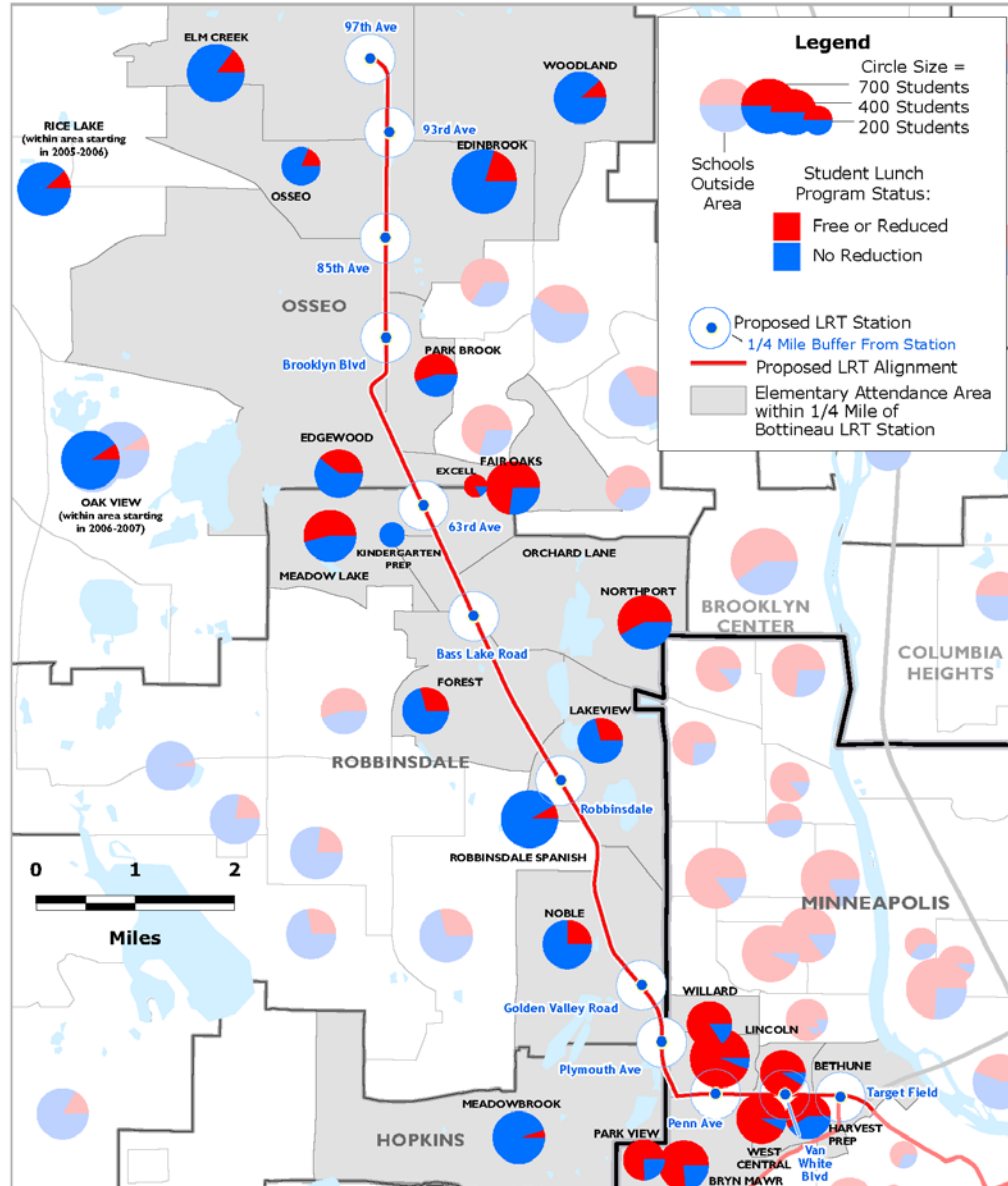 97th Ave
ELM CREEK
WOODLAND
RICE LAKE
(within area starting
in 2005-2006)
93rd Ave
EDINBROOK
OSSEO
85th Ave
OSSEO
Brooklyn Blvd
PARK BROOK
EDGEWOOD
EXCELL
FAIR OAKS
OAK VIEW
(within area starting
in 2006-2007)
63rd Ave
KINDERGARTEN
PREP
MEADOW LAKE
ORCHARD LANE
NORTHPORT
BROOKLYN
CENTER
COLUMBIA
HEIGHTS
Bass Lake Road
FOREST
LAKEVIEW
ROBBINSDALE
Robbinsdale
ROBBINSDALE SPANISH
0 1 2
Miles
MINNEAPOLIS
NOBLE
Golden Valley Road
WILLARD
LINCOLN
Plymouth Ave
BETHUNE
Target Field
MEADOWBROOK
HOPKINS
Penn Ave
PARK VIEW
WEST
CENTRAL
HARVEST
PREP
Van
White
Blvd
BRYN MAWR
Legend
Circle Size =
700 Students
400 Students
200 Students
Schools
Outside
Area
Student Lunch
Program Status:
Free or Reduced
No Reduction
Proposed LRT Station
1/4 Mile Buffer From Station
Proposed LRT Alignment
Elementary Attendance Area
within 1/4 Mile of
Bottineau LRT Station